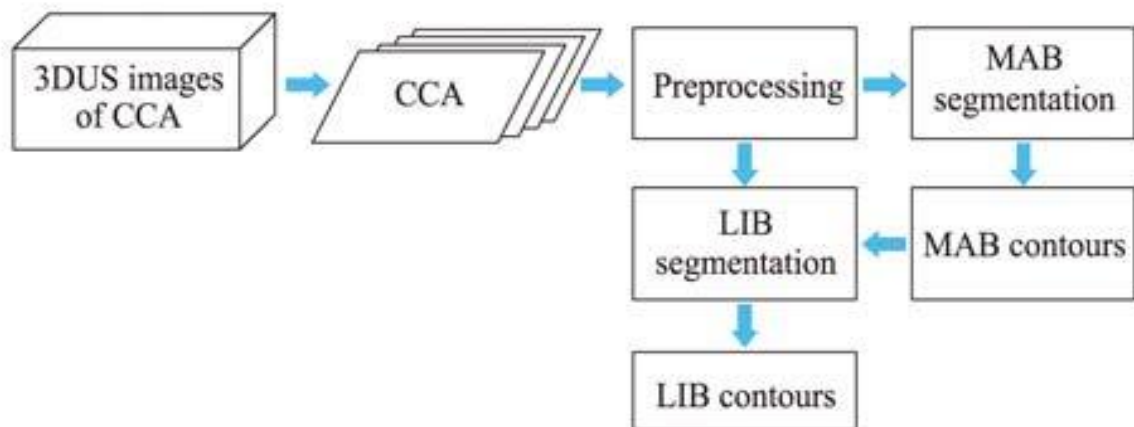 3DUS images
of CCA
CCA
Preprocessing
MAB
segmentation
LIB
segmentation
MAB contours
LIB contours